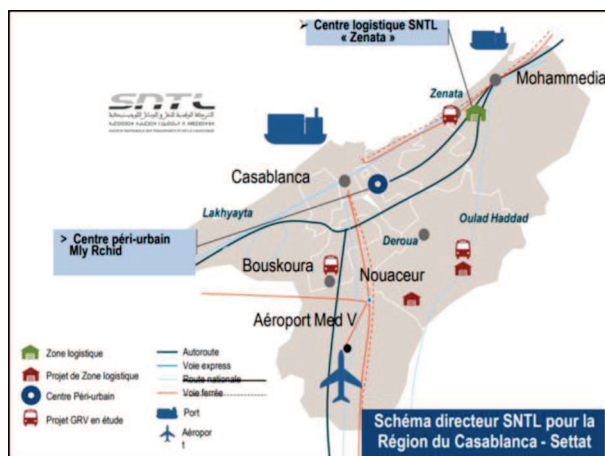 > Centre logistique SNTL
« Zenata »
Mohammedia
Zenata
SNTL
Casablanca
Lakhyayta
Oulad Haddad
> Centre péri-urbain
Mly Rchid
Deroua
Bouskoura
Nouaceur
Aéroport Med V
Zone logistique
Projet de Zone logistique
Centre Péri-urbain
Projet GRV en étude
Autoroute
Voie express
Route nationale
Voie ferrée
Port
Aéropor
t
Schéma directeur SNTL pour la
Région du Casablanca - Settat